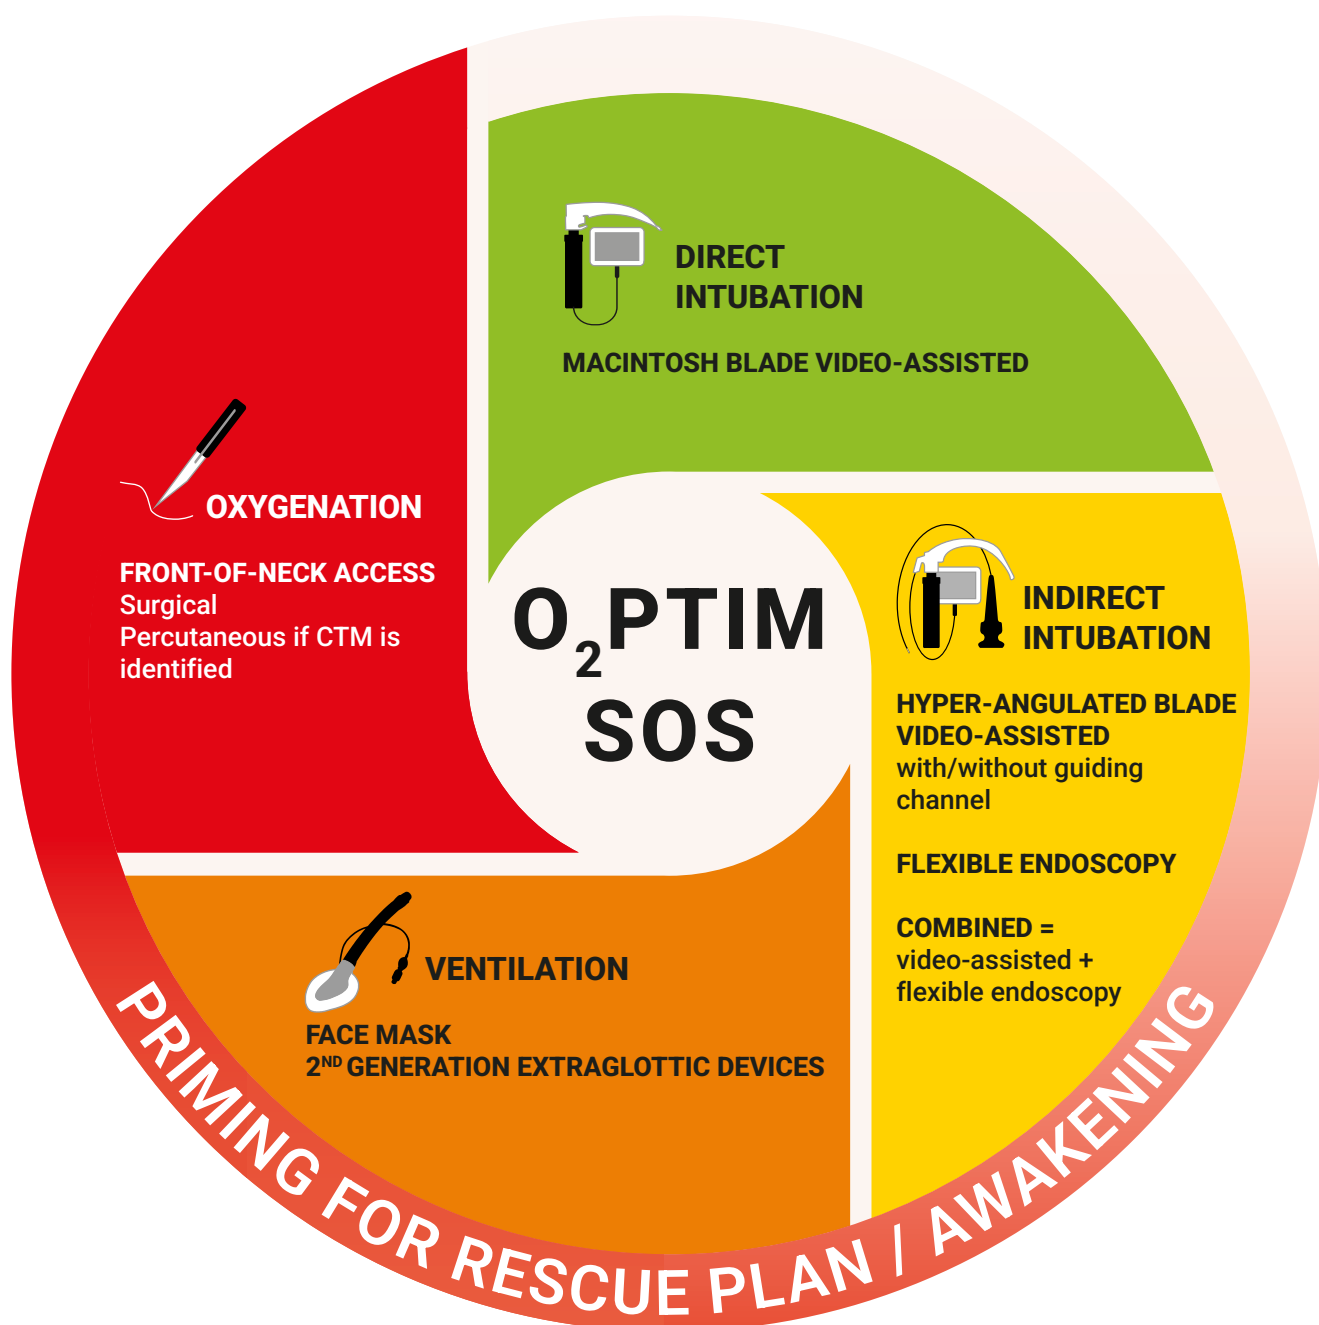 DIRECT
INTUBATION
MACINTOSH BLADE VIDEO-ASSISTED
INDIRECT
INTUBATION
HYPER-ANGULATED BLADE
VIDEO-ASSISTED
with/without guiding
channel
FLEXIBLE ENDOSCOPY
COMBINED =
video-assisted +
flexible endoscopy
VENTILATION
FACE MASK
2ND GENERATION EXTRAGLOTTIC DEVICES
OXYGENATION
FRONT-OF-NECK ACCESS
Surgical
Percutaneous if CTM is
identified
O2PTIM
SOS
PRIMING FOR RESCUE PLAN / AWAKENING